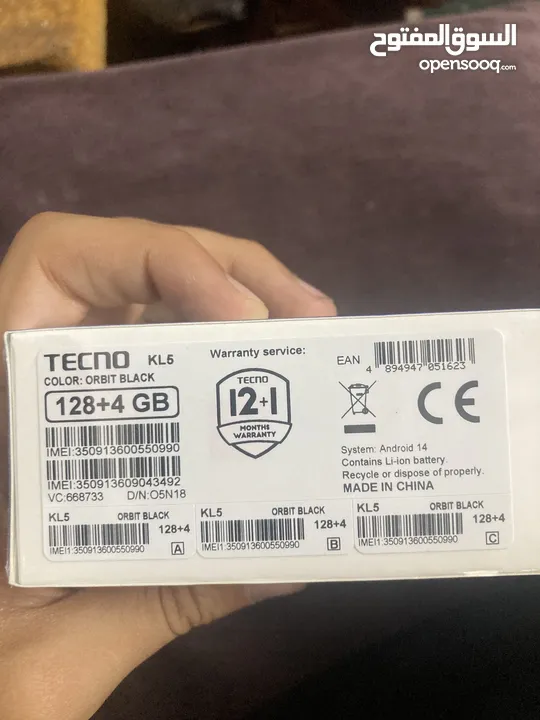 السوق المفتوح
opensooq.com
TECNO KL5
COLOR: ORBIT BLACK
128+4 GB
IMEI:350913600550990
IMEI:350913609043492
VC:668733 D/N:O5N18
Warranty service:
TECNO
12+1
MONTHS
WARRANTY
EAN
4 894947 051623
CE
System: Android 14
Contains Li-ion battery
Recycle or dispose of properly.
MADE IN CHINA
KL5 ORBIT BLACK
128+4
IMEI1:350913600550990 A
KL5 ORBIT BLACK
128+4
IMEI1:350913600550990 B
KL5 ORBIT BLACK
128+4
IMEI1:350913600550990 C